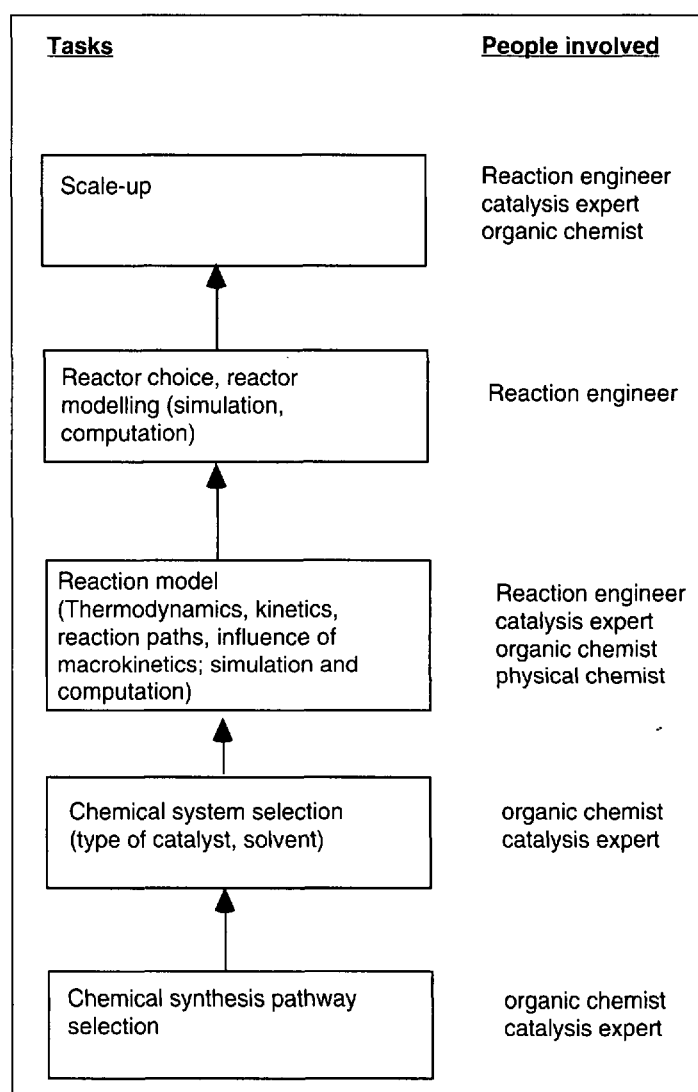 Tasks
People involved
Scale-up
Reaction engineer
catalysis expert
organic chemist
Reactor choice, reactor
modelling (simulation,
computation)
Reaction engineer
Reaction model
(Thermodynamics, kinetics,
reaction paths, influence of
macrokinetics; simulation and
computation)
Reaction engineer
catalysis expert
organic chemist
physical chemist
Chemical system selection
(type of catalyst, solvent)
organic chemist
catalysis expert
Chemical synthesis pathway
selection
organic chemist
catalysis expert